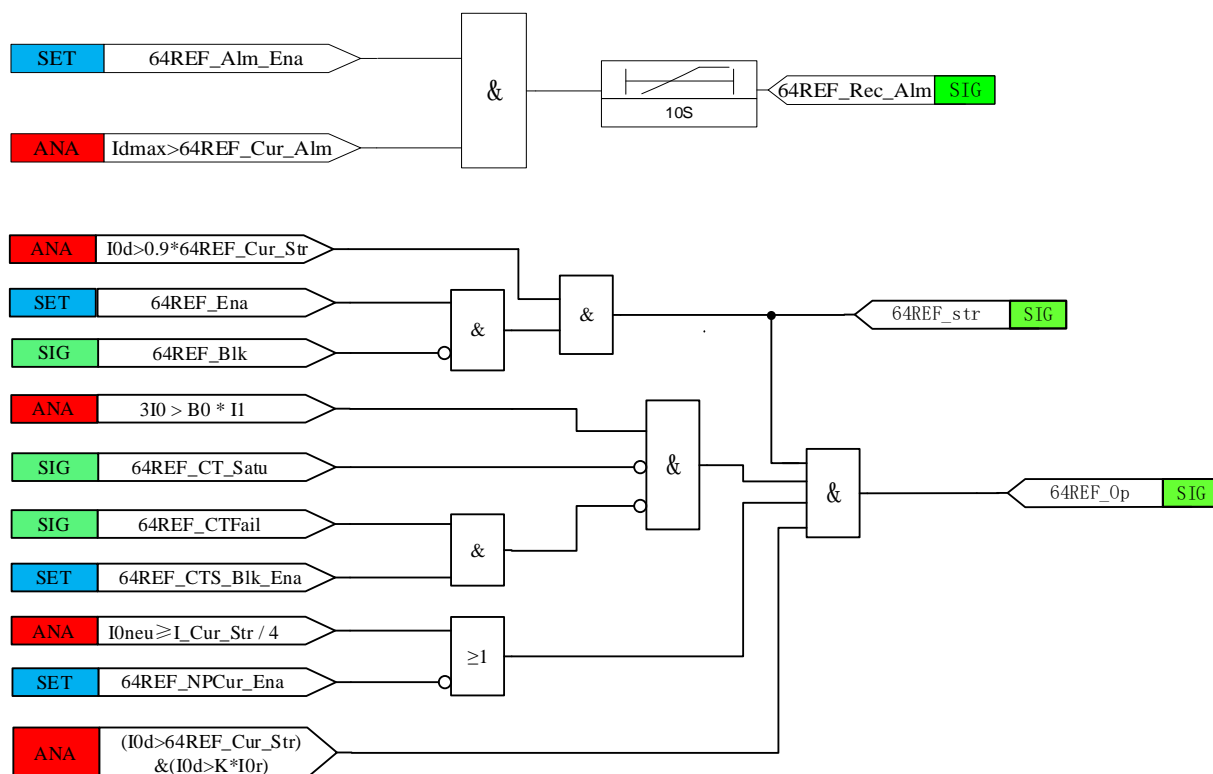 SET 64REF_Alm_Ena
&
10S
64REF_Rec_Alm SIG
ANA Idmax>64REF_Cur_Alm
ANA I0d>0.9*64REF_Cur_Str
SET 64REF_Ena
&
&
64REF_str SIG
SIG 64REF_Blk
ANA 3I0 > B0 * I1
SIG 64REF_CT_Satu
&
&
64REF_Op SIG
SIG 64REF_CTFail
&
SET 64REF_CTS_Blk_Ena
ANA I0neu≥I_Cur_Str / 4
≥1
SET 64REF_NPCur_Ena
ANA (I0d>64REF_Cur_Str)
&(I0d>K*I0r)